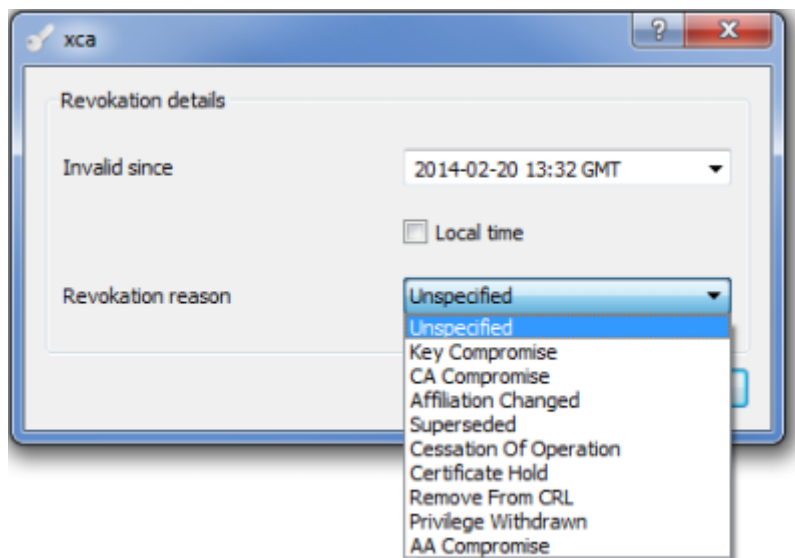 xca
Revokation details
Invalid since 2014-02-20 13:32 GMT
Local time
Revokation reason Unspecified
Unspecified
Key Compromise
CA Compromise
Affiliation Changed
Superseded
Cessation Of Operation
Certificate Hold
Remove From CRL
Privilege Withdrawn
AA Compromise